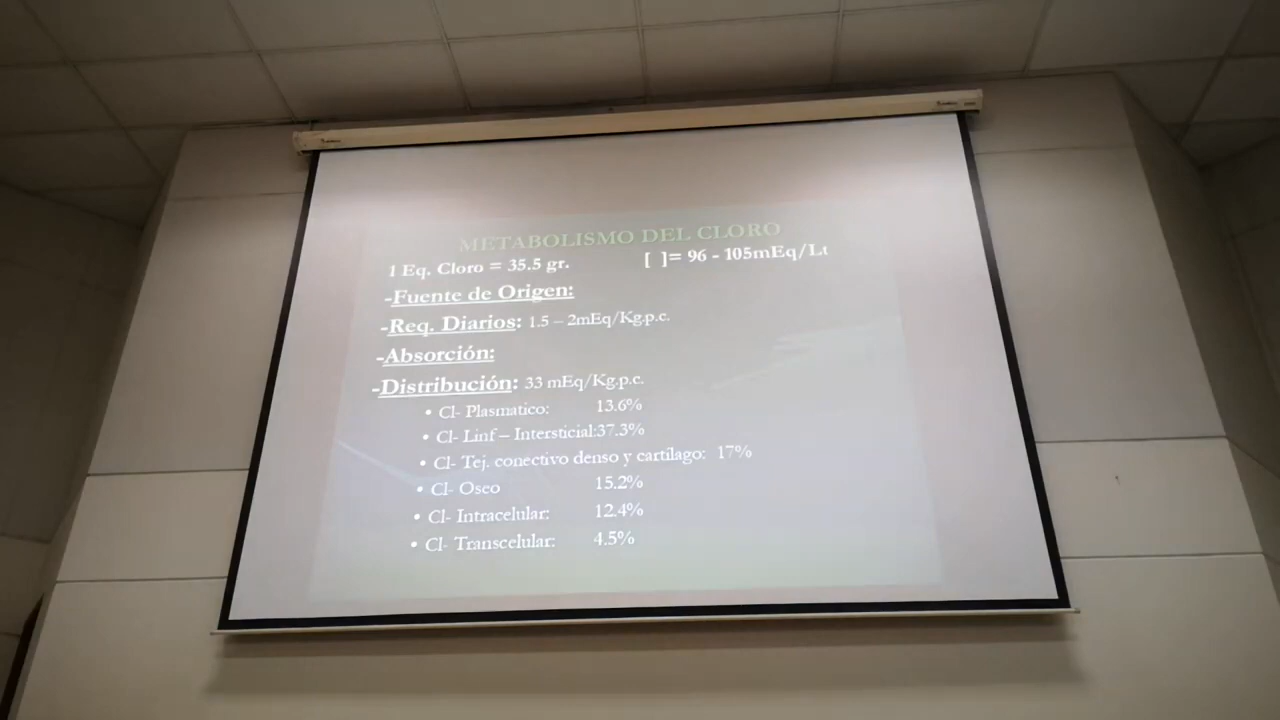 METABOLISMO DEL CLORO
1 Eq. Cloro = 35.5 gr. [ ]= 96 - 105mEq/Lt
-Fuente de Origen:
-Req. Diarios: 1.5 – 2mEq/Kg.p.c.
-Absorción:
-Distribución: 33 mEq/Kg.p.c.
• Cl- Plasmatico: 13.6%
• Cl- Linf – Intersticial:37.3%
• Cl- Tej. conectivo denso y cartílago: 17%
• Cl- Oseo 15.2%
• Cl- Intracelular: 12.4%
• Cl- Transcelular: 4.5%